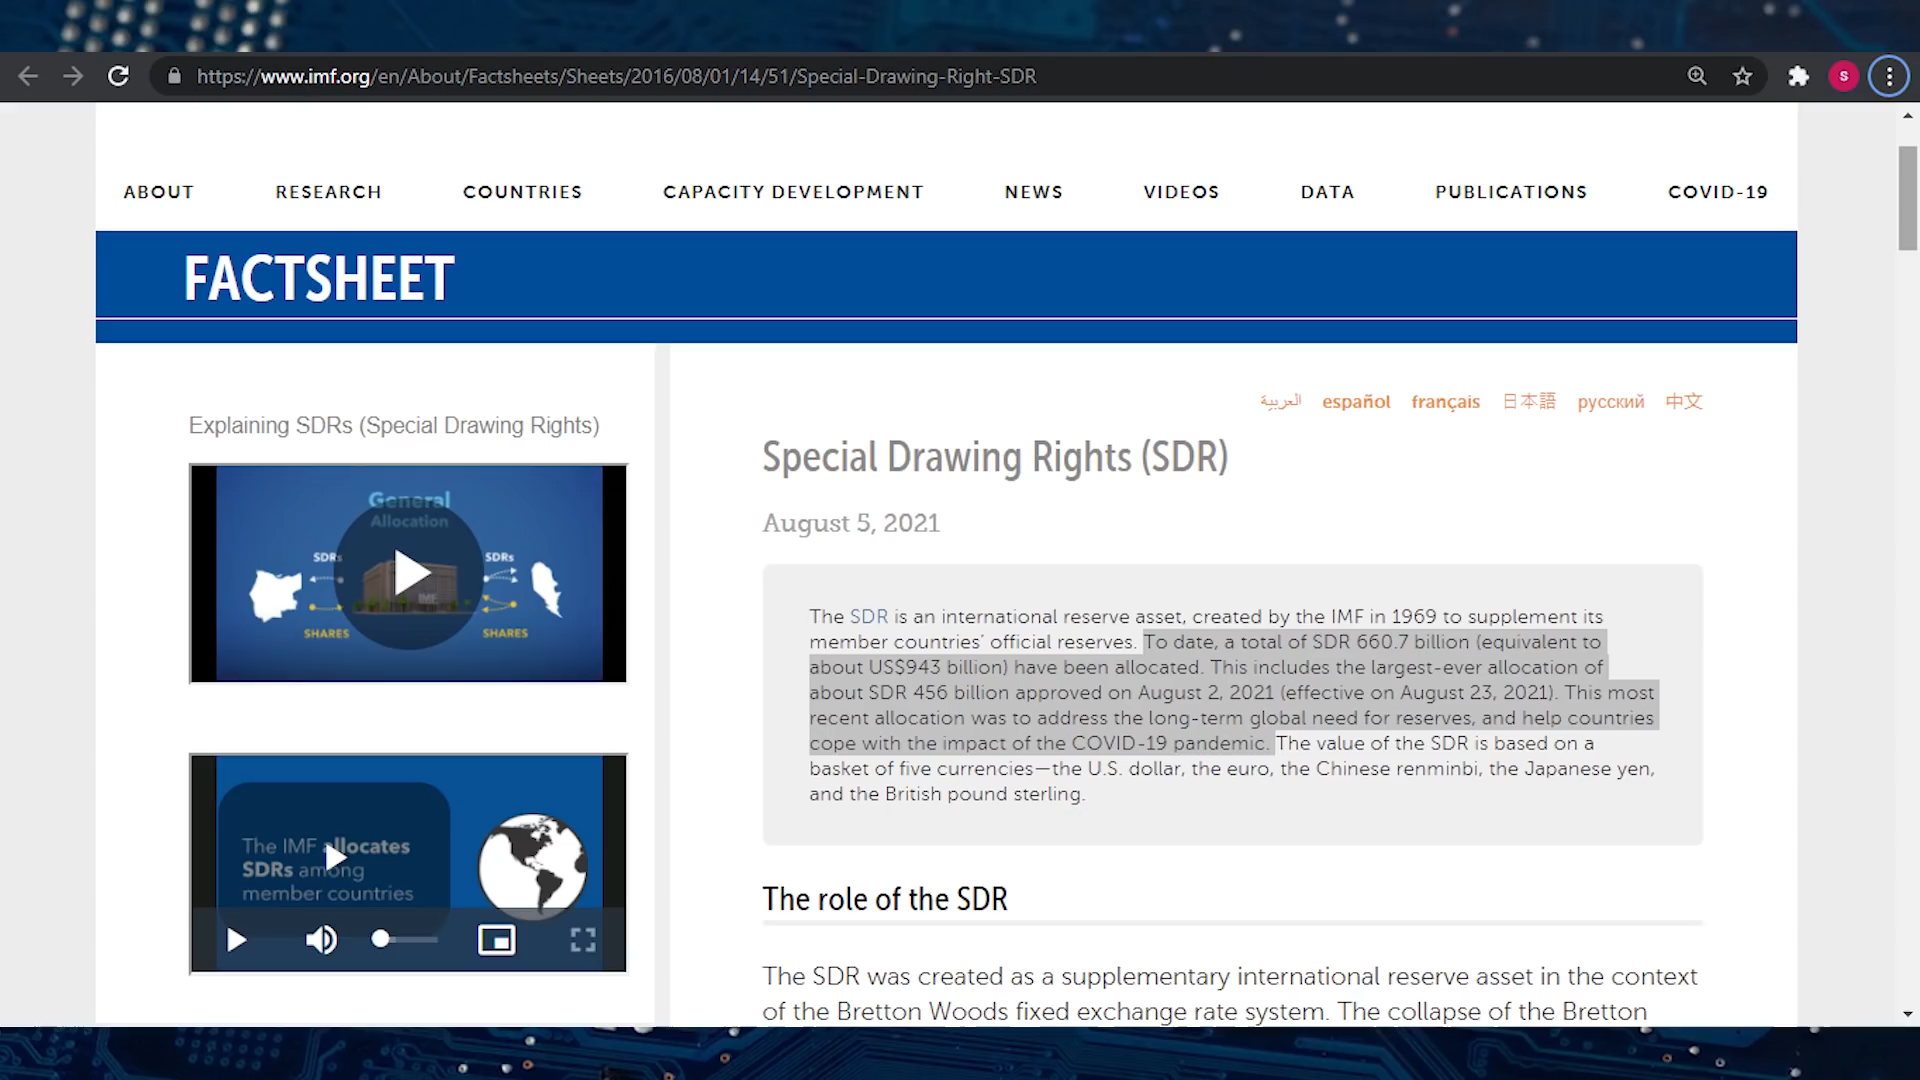 https://www.imf.org/en/About/Factsheets/Sheets/2016/08/01/14/51/Special-Drawing-Right-SDR
S
ABOUT RESEARCH COUNTRIES CAPACITY DEVELOPMENT NEWS VIDEOS DATA PUBLICATIONS COVID-19
FACTSHEET
العربية español français 日本語 русский 中文
Explaining SDRs (Special Drawing Rights)
General
Allocation
SDRs SDRs
IMF
SHARES SHARES
The IMF allocates
SDRs among
member countries
Special Drawing Rights (SDR)
August 5, 2021
The SDR is an international reserve asset, created by the IMF in 1969 to supplement its
member countries’ official reserves. To date, a total of SDR 660.7 billion (equivalent to
about US$943 billion) have been allocated. This includes the largest-ever allocation of
about SDR 456 billion approved on August 2, 2021 (effective on August 23, 2021). This most
recent allocation was to address the long-term global need for reserves, and help countries
cope with the impact of the COVID-19 pandemic. The value of the SDR is based on a
basket of five currencies—the U.S. dollar, the euro, the Chinese renminbi, the Japanese yen,
and the British pound sterling.
The role of the SDR
The SDR was created as a supplementary international reserve asset in the context
of the Bretton Woods fixed exchange rate system. The collapse of the Bretton